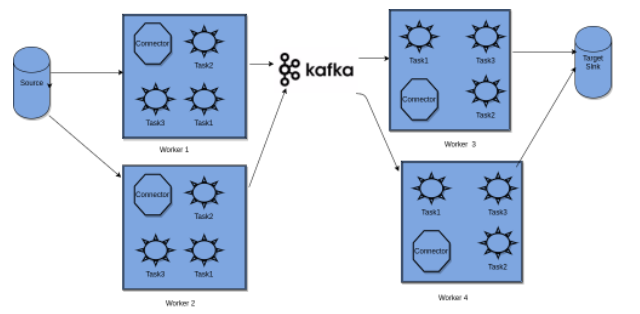 Source
Connector
Task2
Task3
Task1
Worker 1
Connector
Task2
Task3
Task1
Worker 2
kafka
Task1
Task3
Connector
Task2
Worker 3
Task1
Task3
Connector
Task2
Worker 4
Target
SInk